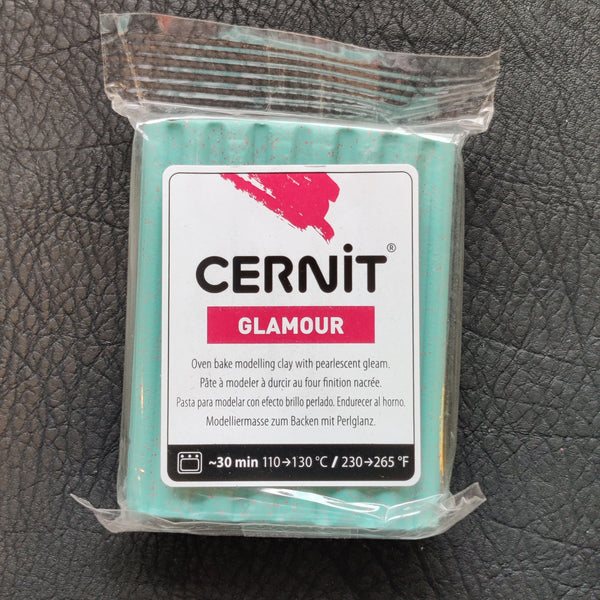 CERNiT®
GLAMOUR
Oven bake modelling clay with pearlescent gleam.
Pâte à modeler à durcir au four finition nacrée.
Pasta para modelar con efecto brillo perlado. Endurecer al horno.
Modelliermasse zum Backen mit Perlglanz.
~30 min 110→130 °C / 230→265 °F